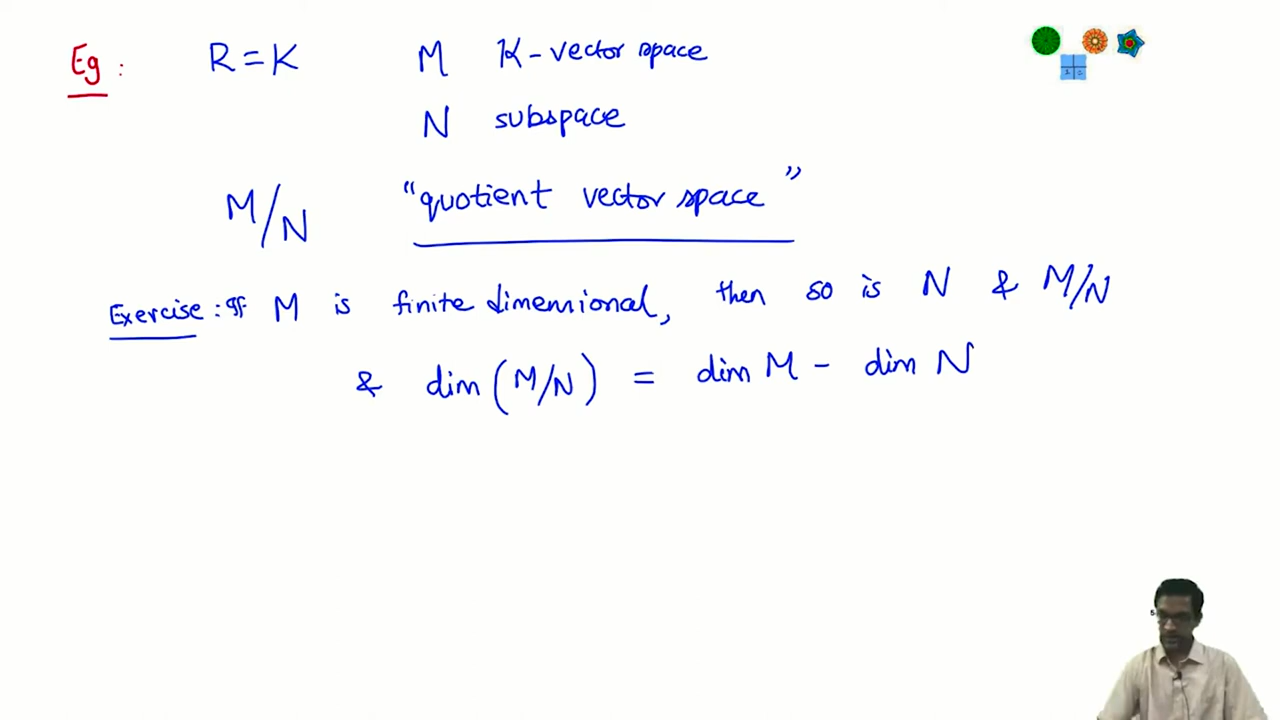 Eg : R = K M K-vector space
N subspace
M/N "quotient vector space"
Exercise : If M is finite dimensional, then so is N & M/N
& dim (M/N) = dim M - dim N